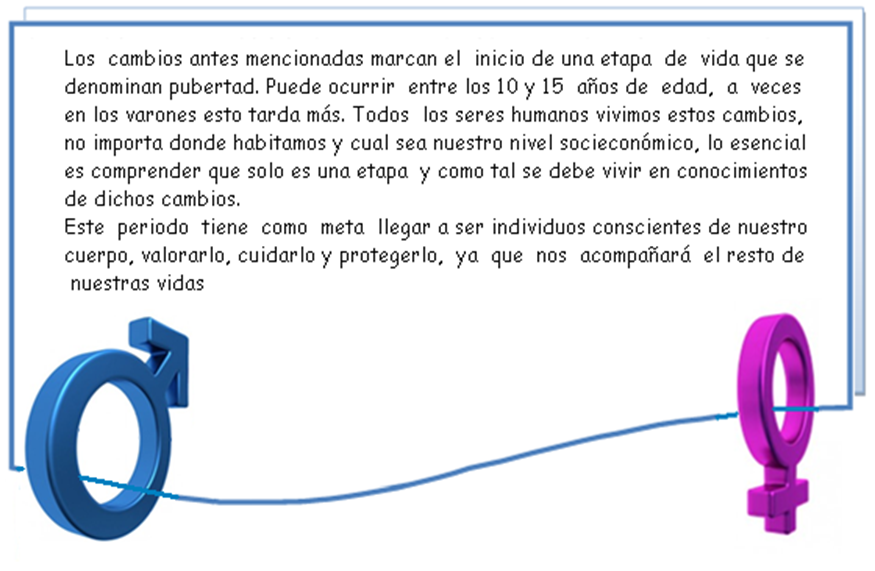 Los cambios antes mencionadas marcan el inicio de una etapa de vida que se
denominan pubertad. Puede ocurrir entre los 10 y 15 años de edad, a veces
en los varones esto tarda más. Todos los seres humanos vivimos estos cambios,
no importa donde habitamos y cual sea nuestro nivel socieconómico, lo esencial
es comprender que solo es una etapa y como tal se debe vivir en conocimientos
de dichos cambios.
Este periodo tiene como meta llegar a ser individuos conscientes de nuestro
cuerpo, valorarlo, cuidarlo y protegerlo, ya que nos acompañará el resto de
nuestras vidas